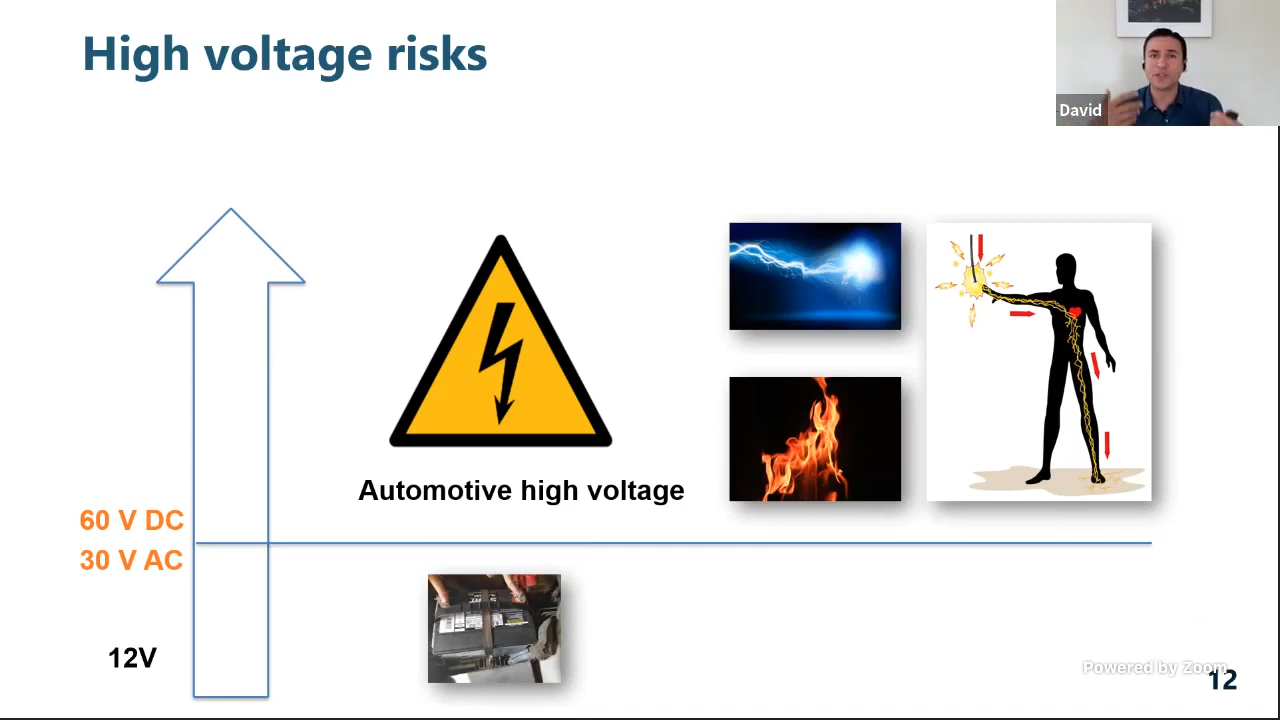 High voltage risks
David
Automotive high voltage
60 V DC
30 V AC
12V
Powered by Zoom
12